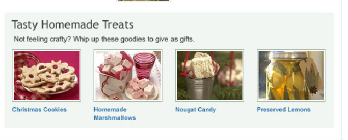 Tasty Homemade Treats
Not feeling crafty? Whip up these goodies to give as gifts.
Christmas Cookies
Homemade
Marshmallows
Nougat Candy
Preserved Lemons